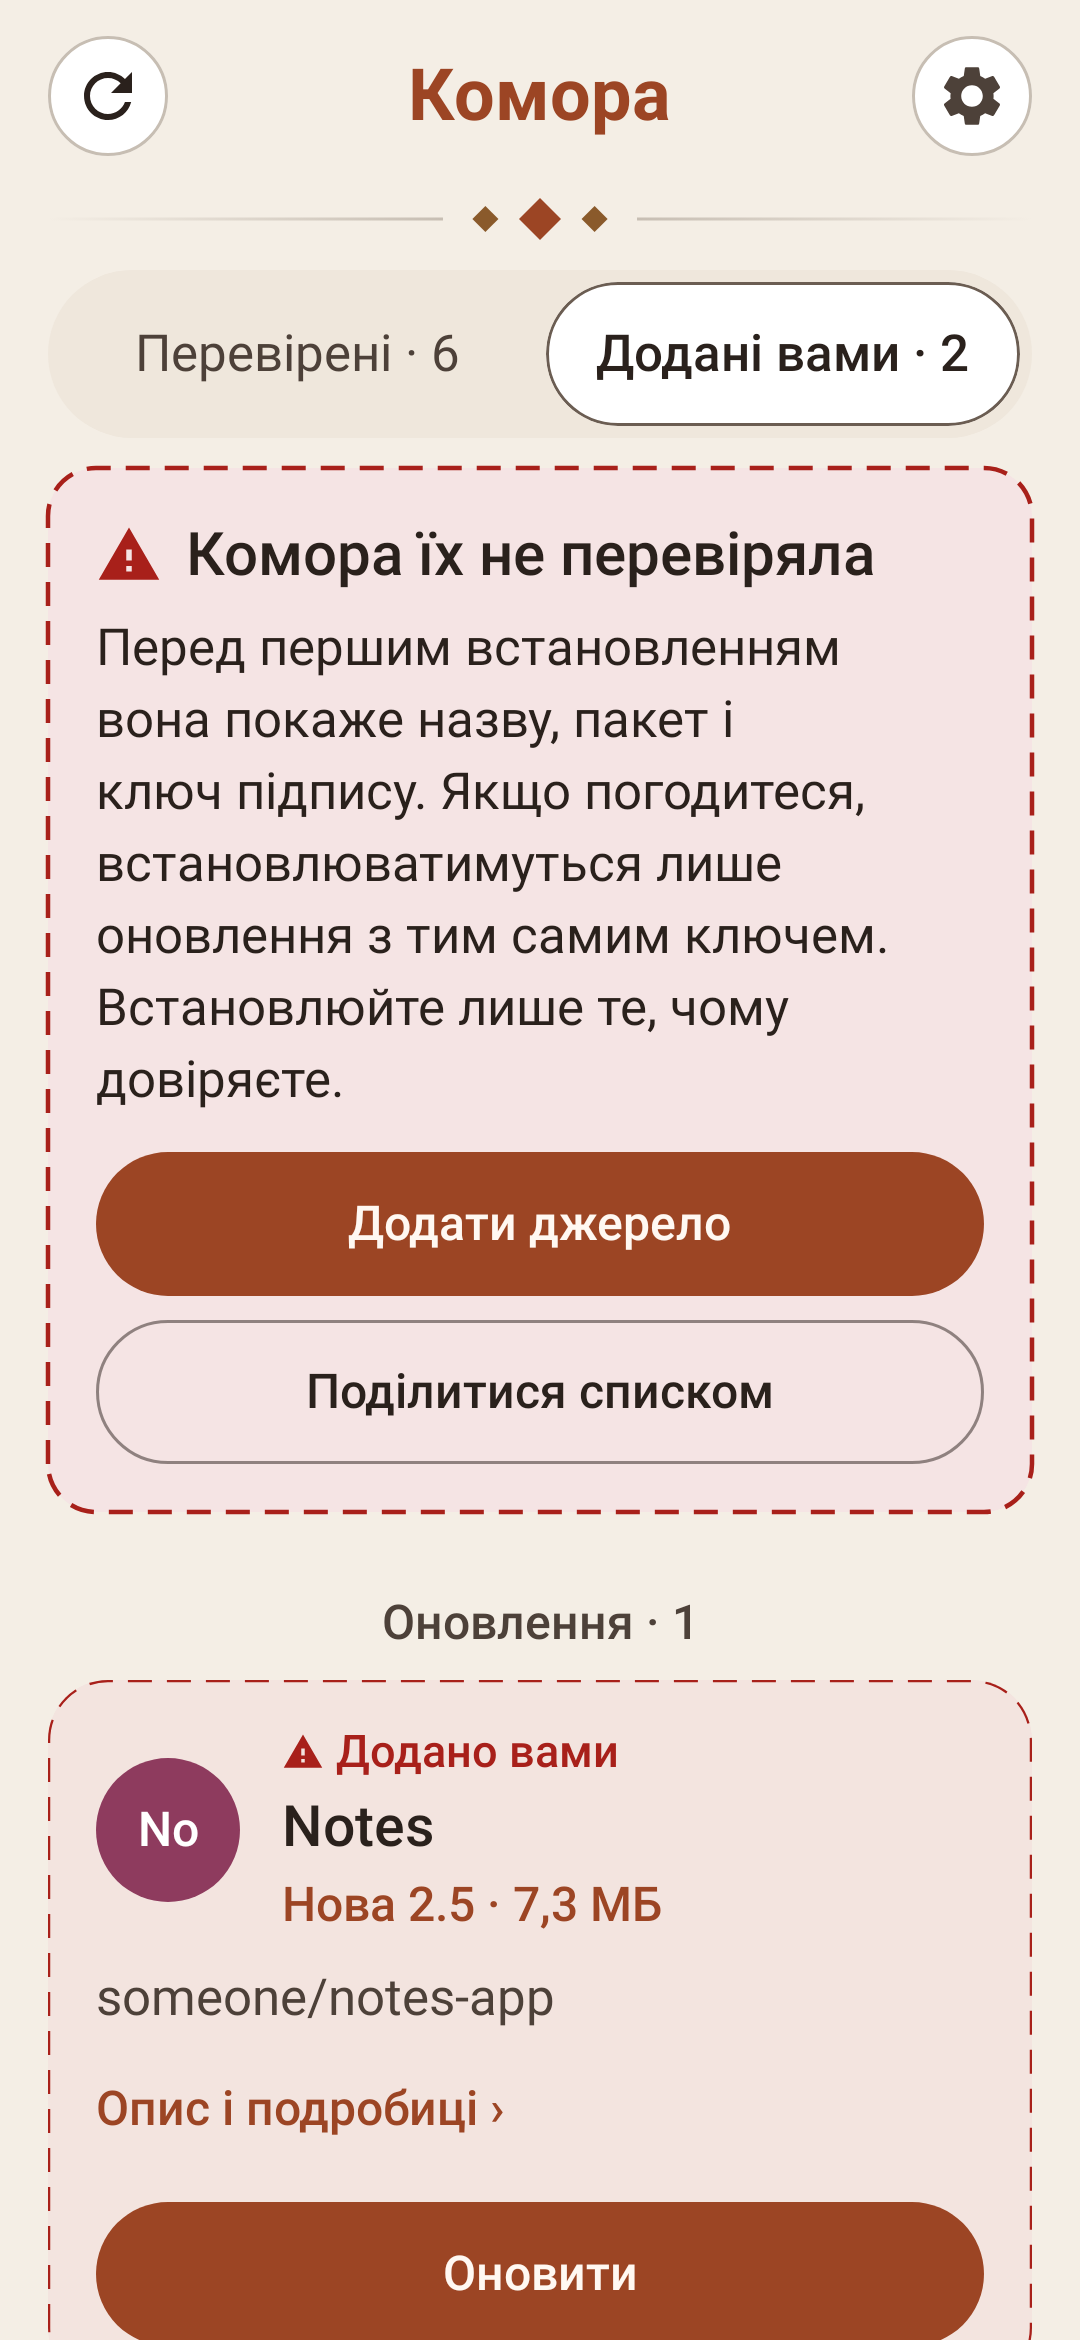 Комора
Перевірені · 6
Додані вами · 2
Комора їх не перевіряла
Перед першим встановленням
вона покаже назву, пакет і
ключ підпису. Якщо погодитеся,
встановлюватимуться лише
оновлення з тим самим ключем.
Встановлюйте лише те, чому
довіряєте.
Додати джерело
Поділитися списком
Оновлення · 1
Додано вами
No
Notes
Нова 2.5 · 7,3 МБ
someone/notes-app
Опис і подробиці ›
Оновити